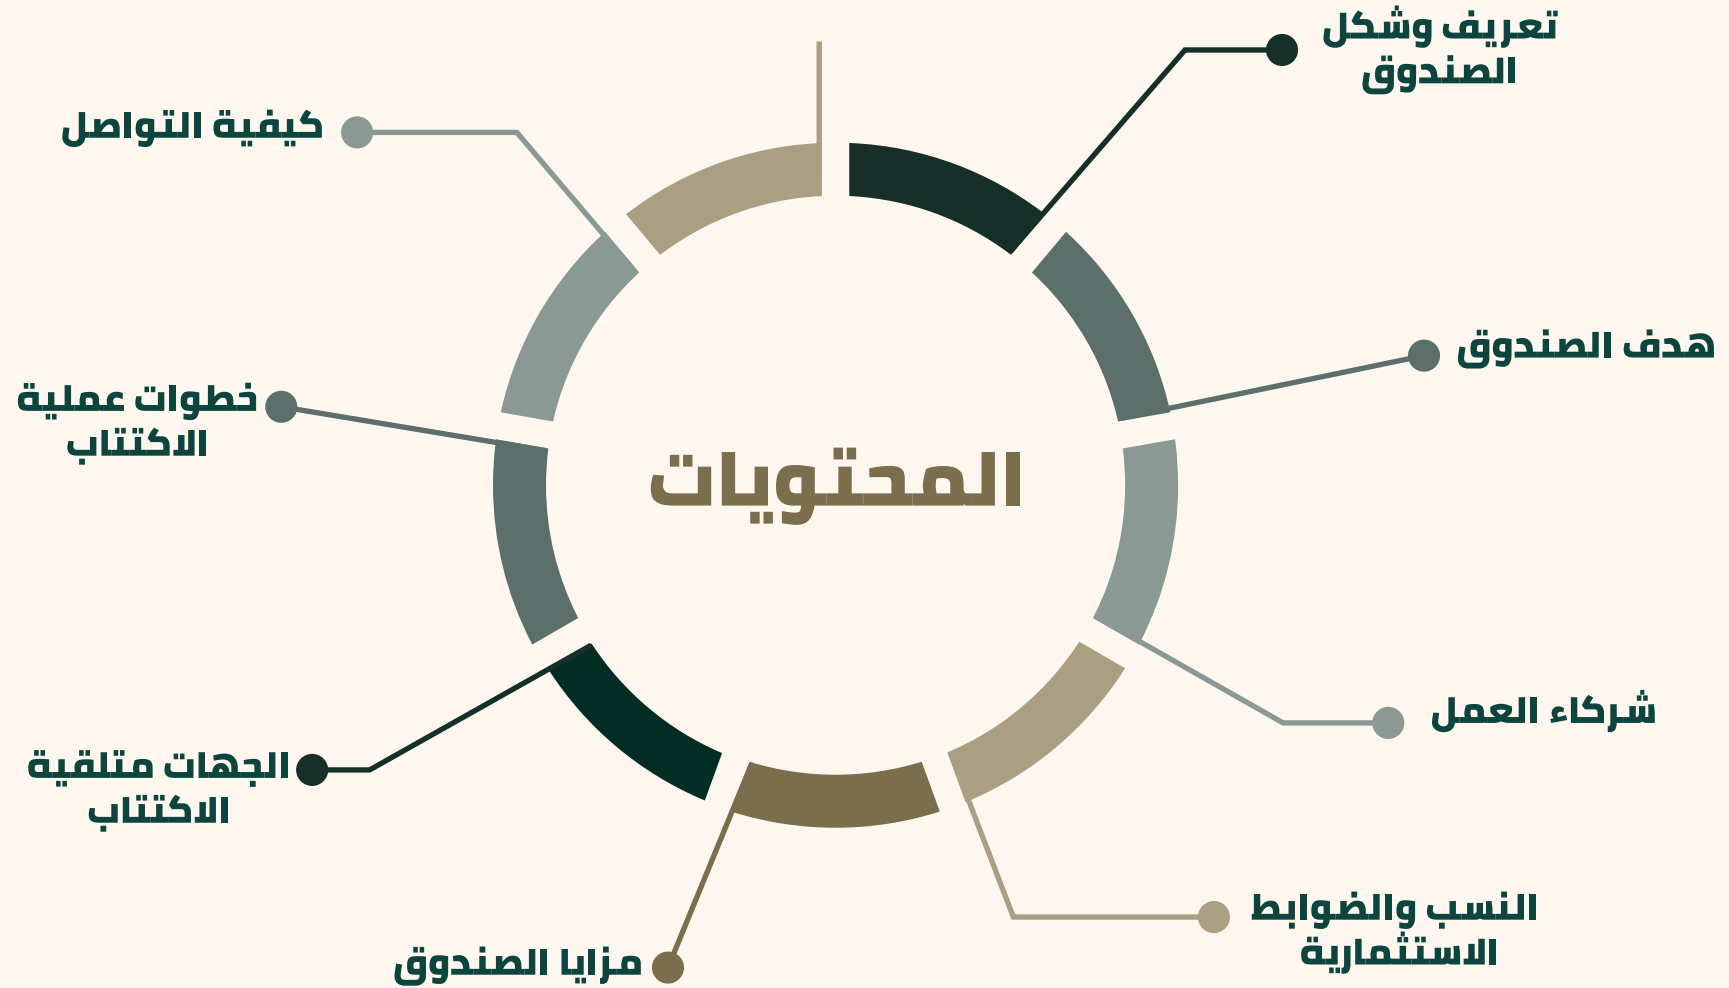 المحتويات
تعريف وشكل
الصندوق
هدف الصندوق
شركاء العمل
النسب والضوابط
الاستثمارية
مزايا الصندوق
الجهات متلقية
الاكتتاب
خطوات عملية
الاكتتاب
كيفية التواصل